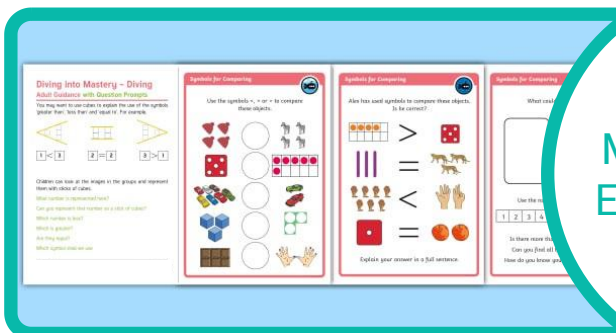 Diving into Mastery – Diving
Adult Guidance with Question Prompts
You may want to use cubes to explain the use of the symbols
'greater than', 'less than' and 'equal to'. For example,
1 < 3
2 = 2
3 > 1
Children can look at the images in the groups and represent
them with sticks of cubes.
What number is represented here?
Can you represent that number as a stick of cubes?
Which number is less?
Which is greater?
Are they equal?
Which symbol shall we use
Symbols for Comparing
Use the symbols <, > or = to compare
these objects.
Symbols for Comparing
Alex has used symbols to compare these objects.
Is he correct?
>
=
<
=
Explain your answer in a full sentence.
Symbols for Comparing
What could
Use the
1 2 3 4
Is there more
Can you find all
How do you know
M
E